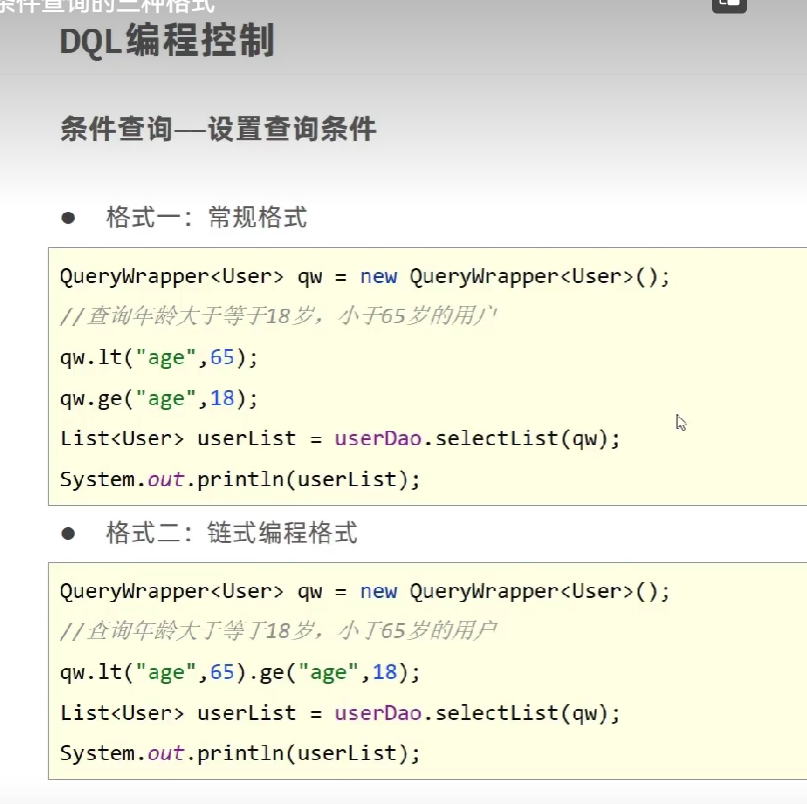 条件查询的三种格式
DQL编程控制
条件查询——设置查询条件
● 格式一：常规格式
QueryWrapper<User> qw = new QueryWrapper<User>();
//查询年龄大于等于18岁，小于65岁的用户
qw.lt("age",65);
qw.ge("age",18);
List<User> userList = userDao.selectList(qw);
System.out.println(userList);
● 格式二：链式编程格式
QueryWrapper<User> qw = new QueryWrapper<User>();
//查询年龄大于等于18岁，小于65岁的用户
qw.lt("age",65).ge("age",18);
List<User> userList = userDao.selectList(qw);
System.out.println(userList);